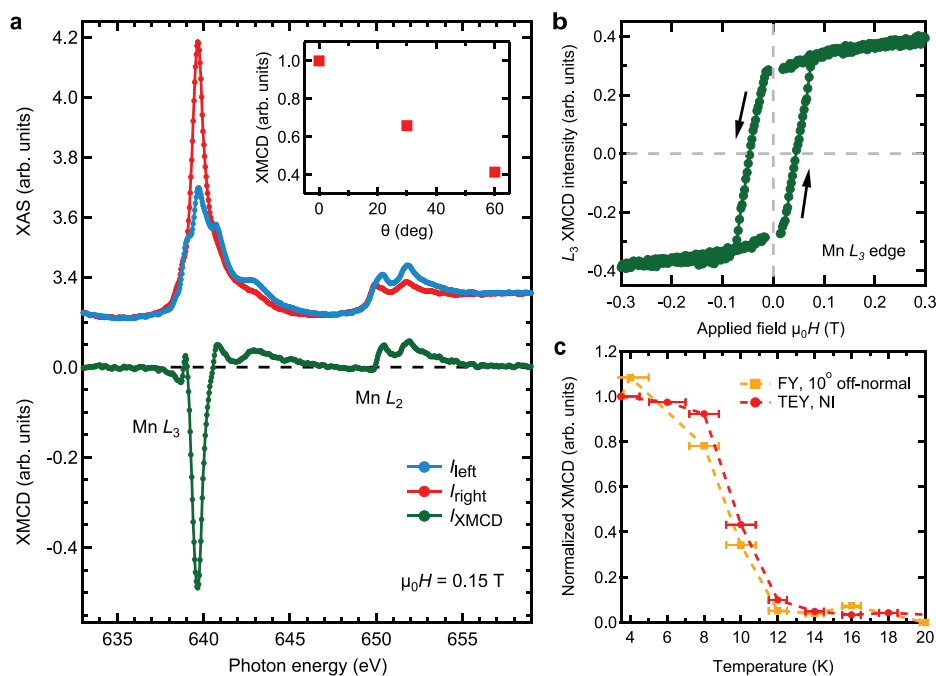 a
XAS (arb. units)
4.2
4.0
3.8
3.6
3.4
XMCD (arb. units)
1.0
0.8
0.6
0.4
0
20
40
60
θ (deg)
XMCD (arb. units)
0.0
-0.2
-0.4
Mn L3
Mn L2
Ileft
Iright
IXMCD
μ0H = 0.15 T
635
640
645
650
655
Photon energy (eV)
b
L3 XMCD intensity (arb. units)
0.4
0.2
0.0
-0.2
-0.4
Mn L3 edge
-0.3
-0.2
-0.1
0.0
0.1
0.2
0.3
Applied field μ0H (T)
c
Normalized XMCD (arb. units)
1.2
1.0
0.8
0.6
0.4
0.2
0.0
FY, 10° off-normal
TEY, NI
4
6
8
10
12
14
16
18
20
Temperature (K)